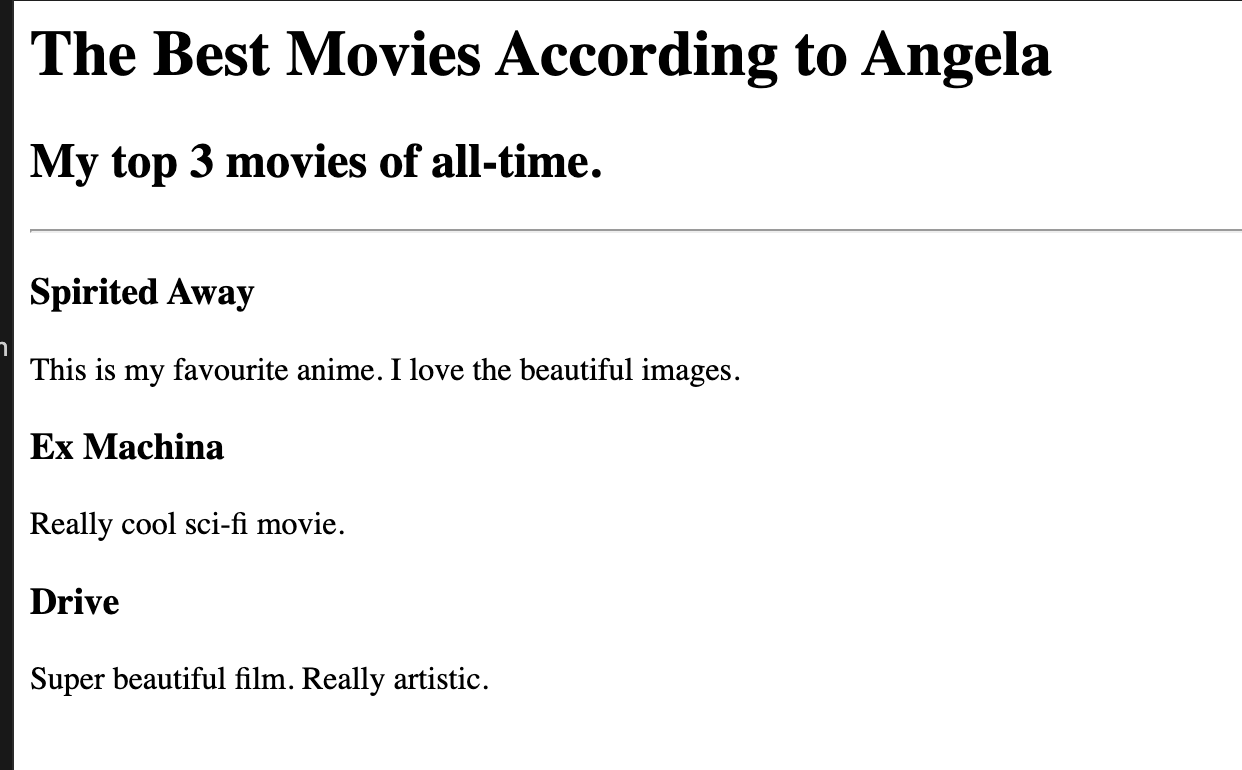 The Best Movies According to Angela
My top 3 movies of all-time.
Spirited Away
This is my favourite anime. I love the beautiful images.
Ex Machina
Really cool sci-fi movie.
Drive
Super beautiful film. Really artistic.